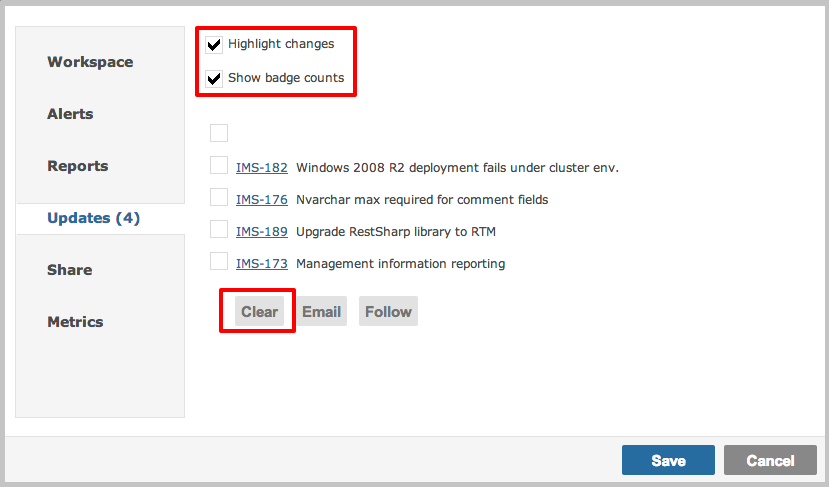 Workspace
Alerts
Reports
Updates (4)
Share
Metrics
Highlight changes
Show badge counts
IMS-182 Windows 2008 R2 deployment fails under cluster env.
IMS-176 Nvarchar max required for comment fields
IMS-189 Upgrade RestSharp library to RTM
IMS-173 Management information reporting
Clear Email Follow
Save Cancel